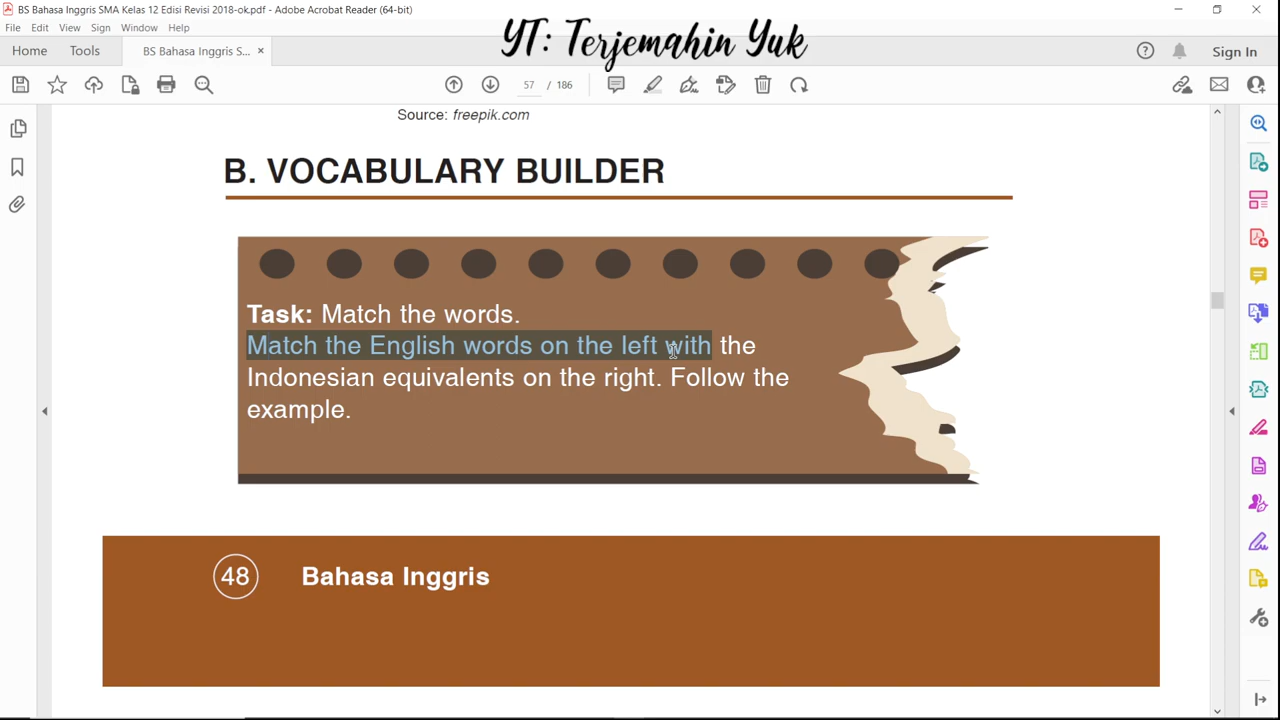 BS Bahasa Inggris SMA Kelas 12 Edisi Revisi 2018-ok.pdf - Adobe Acrobat Reader (64-bit)
YT: Terjemahin Yuk
File Edit View Sign Window Help
Home Tools BS Bahasa Inggris S... × Sign In
57 / 186
Source: freepik.com
B. VOCABULARY BUILDER
Task: Match the words.
Match the English words on the left with the
Indonesian equivalents on the right. Follow the
example.
48 Bahasa Inggris